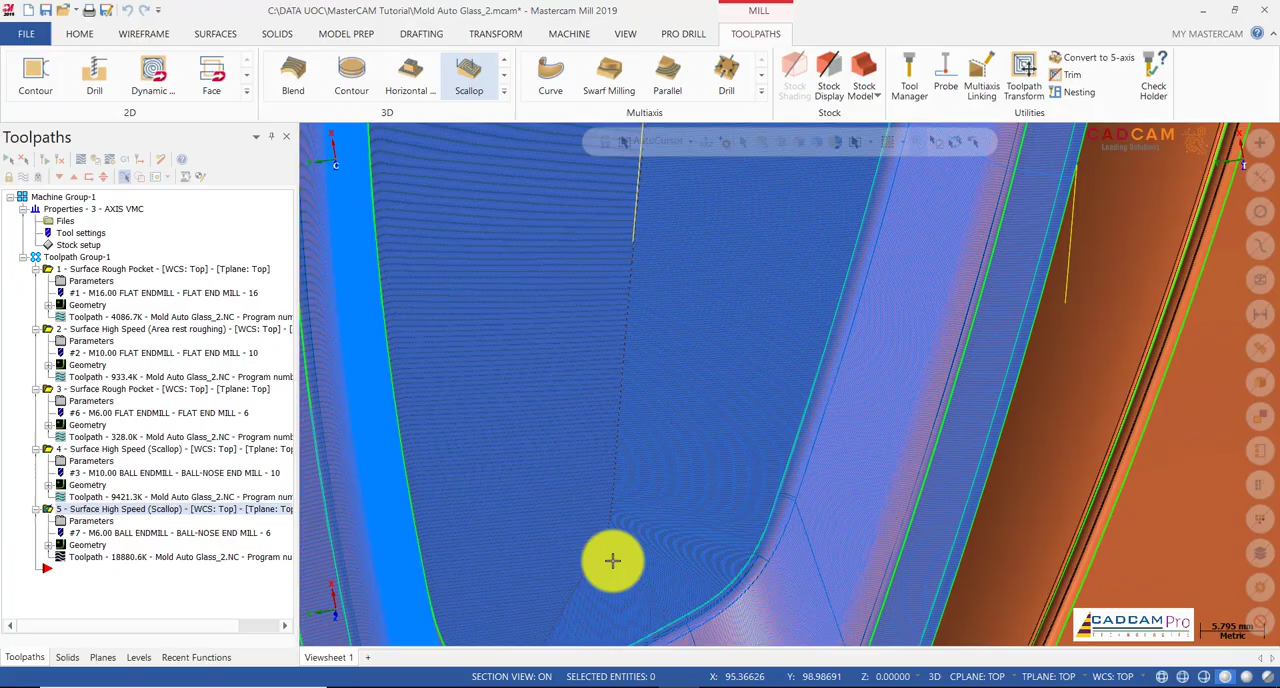 C:\DATA UOC\MasterCAM Tutorial\Mold Auto Glass_2.mcam* - Mastercam Mill 2019
MILL
FILE
HOME
WIREFRAME
SURFACES
SOLIDS
MODEL PREP
DRAFTING
TRANSFORM
MACHINE
VIEW
PRO DRILL
TOOLPATHS
MY MASTERCAM
Contour
Drill
Dynamic ...
Face
2D
Blend
Contour
Horizontal ...
Scallop
3D
Curve
Swarf Milling
Parallel
Drill
Multiaxis
Stock Shading
Stock Display
Stock Model
Stock
Tool Manager
Probe
Multiaxis Linking
Toolpath Transform
Convert to 5-axis
Trim
Nesting
Check Holder
Utilities
Toolpaths
Machine Group-1
Properties - 3 - AXIS VMC
Files
Tool settings
Stock setup
Toolpath Group-1
1 - Surface Rough Pocket - [WCS: Top] - [Tplane: Top]
Parameters
#1 - M16.00 FLAT ENDMILL - FLAT END MILL - 16
Geometry
Toolpath - 4086.7K - Mold Auto Glass_2.NC - Program num
2 - Surface High Speed (Area rest roughing) - [WCS: Top] - [
Parameters
#2 - M10.00 FLAT ENDMILL - FLAT END MILL - 10
Geometry
Toolpath - 933.4K - Mold Auto Glass_2.NC - Program numb
3 - Surface Rough Pocket - [WCS: Top] - [Tplane: Top]
Parameters
#6 - M6.00 FLAT ENDMILL - FLAT END MILL - 6
Geometry
Toolpath - 328.0K - Mold Auto Glass_2.NC - Program numb
4 - Surface High Speed (Scallop) - [WCS: Top] - [Tplane: Top
Parameters
#3 - M10.00 BALL ENDMILL - BALL-NOSE END MILL - 10
Geometry
Toolpath - 9421.3K - Mold Auto Glass_2.NC - Program num
5 - Surface High Speed (Scallop) - [WCS: Top] - [Tplane: Top
Parameters
#7 - M6.00 BALL ENDMILL - BALL-NOSE END MILL - 6
Geometry
Toolpath - 18880.6K - Mold Auto Glass_2.NC - Program nu
AutoCursor
CADCAM
Leading Solutions
CADCAMPro
TECHNOLOGIES
5.795 mm
Metric
Toolpaths
Solids
Planes
Levels
Recent Functions
Viewsheet 1
+
SECTION VIEW: ON
SELECTED ENTITIES: 0
X: 95.36626
Y: 98.98691
Z: 0.00000
3D
CPLANE: TOP
TPLANE: TOP
WCS: TOP